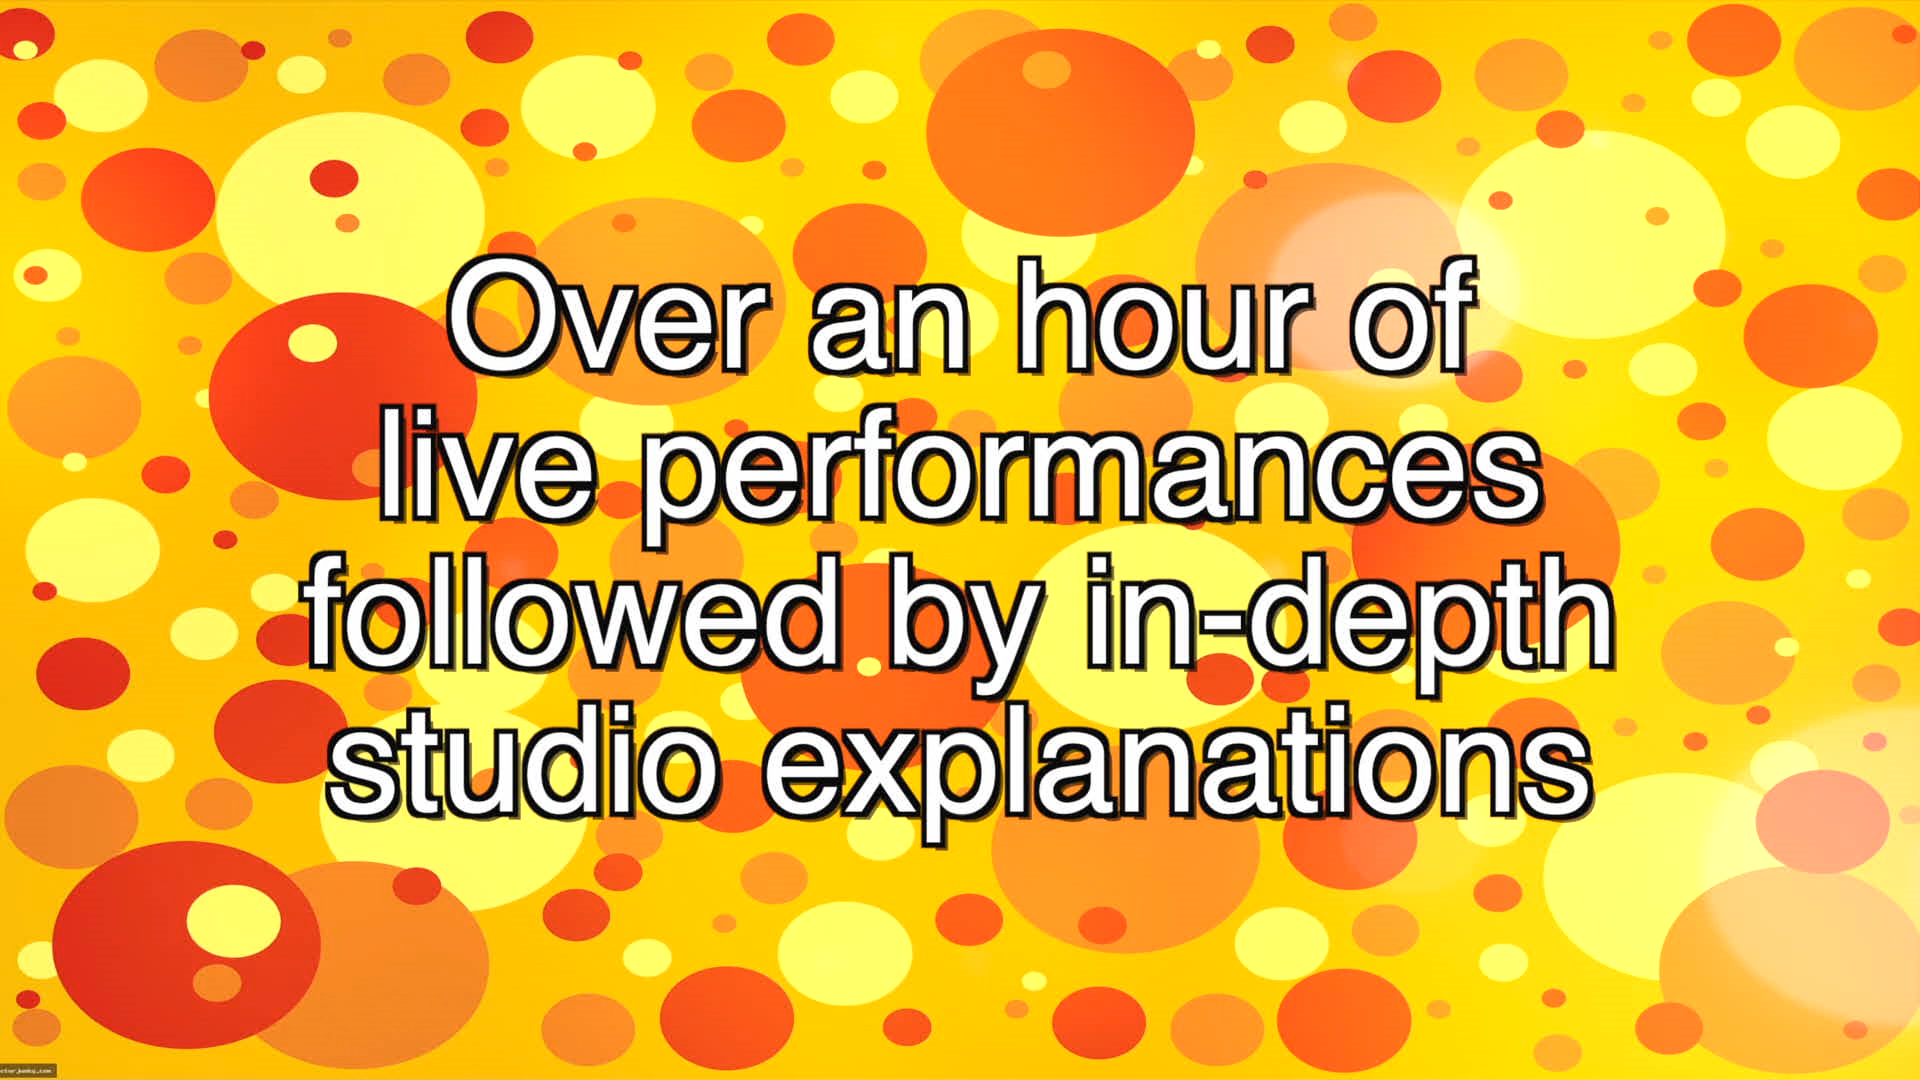 Over an hour of
live performances
followed by in-depth
studio explanations